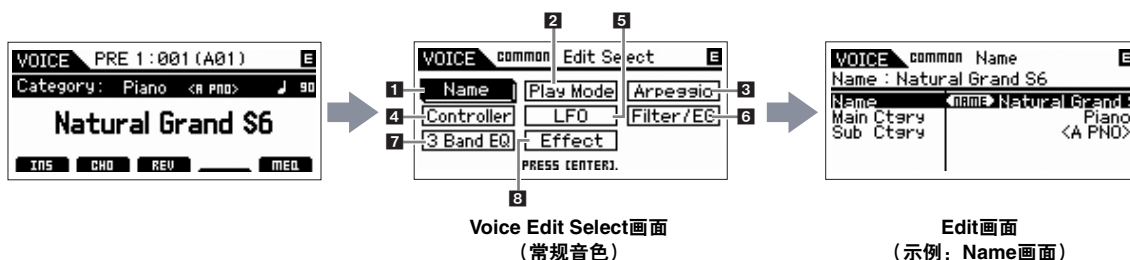 VOICE PRE 1:001 (A01) E
Category: Piano <A PNO> ♩ 90
Natural Grand S6
INS CHO REV MEQ
2 5
VOICE common Edit Select E
1 Name Play Mode Arpeggio 3
4 Controller LFO Filter/EG 6
7 3 Band EQ Effect
PRESS [ENTER].
8
Voice Edit Select画面
（常规音色）
VOICE common Name E
Name : Natural Grand S6
Name NAME Natural Grand S
Main Ctgry Piano
Sub Ctgry <A PNO>
Edit画面
（示例：Name画面）